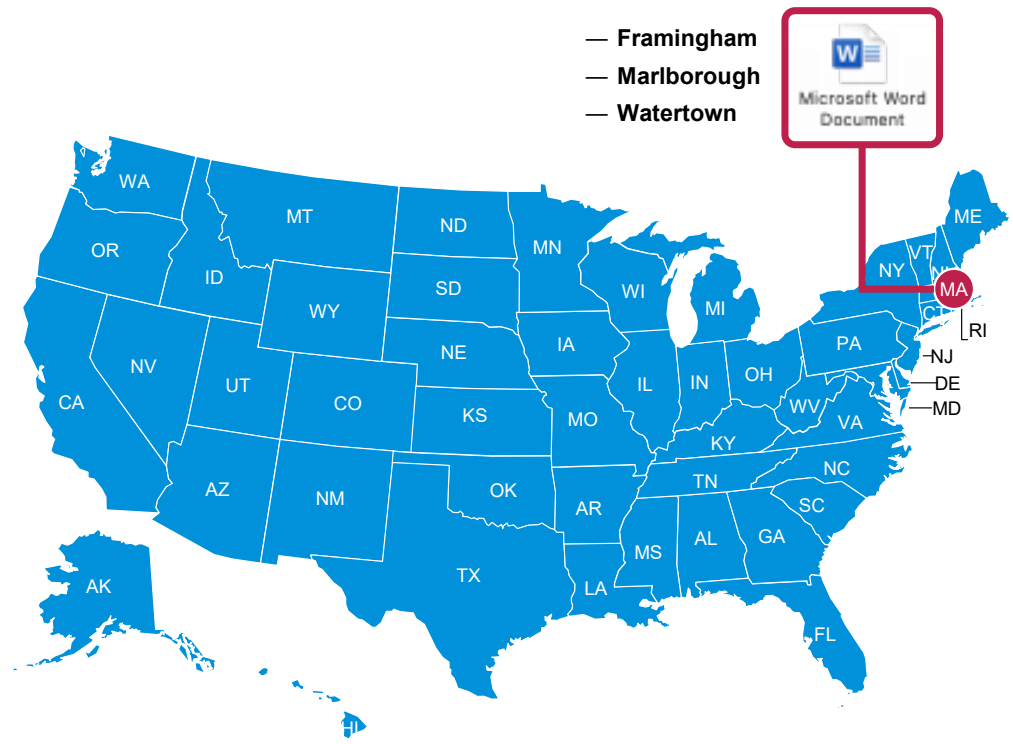 — Framingham
— Marlborough
— Watertown
W
Microsoft Word
Document
WA
MT
ND
MN
ME
OR
ID
SD
WI
MI
NY
VT
NH
MA
WY
CT
RI
NV
NE
IA
PA
NJ
CA
UT
CO
IL
IN
OH
DE
KS
MO
WV
MD
VA
KY
AZ
NM
OK
AR
TN
NC
SC
MS
AL
GA
TX
LA
AK
FL
HI